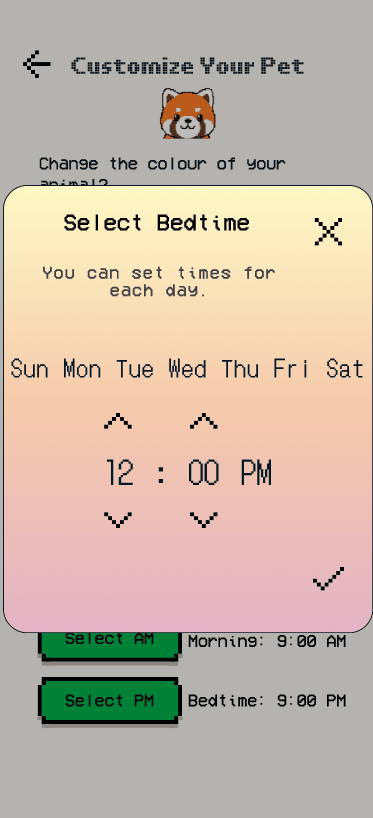 Customize Your Pet
Change the colour of your
animal?
Select Bedtime
You can set times for
each day.
Sun Mon Tue Wed Thu Fri Sat
12 : 00 PM
Select AM Morning: 9:00 AM
Select PM Bedtime: 9:00 PM